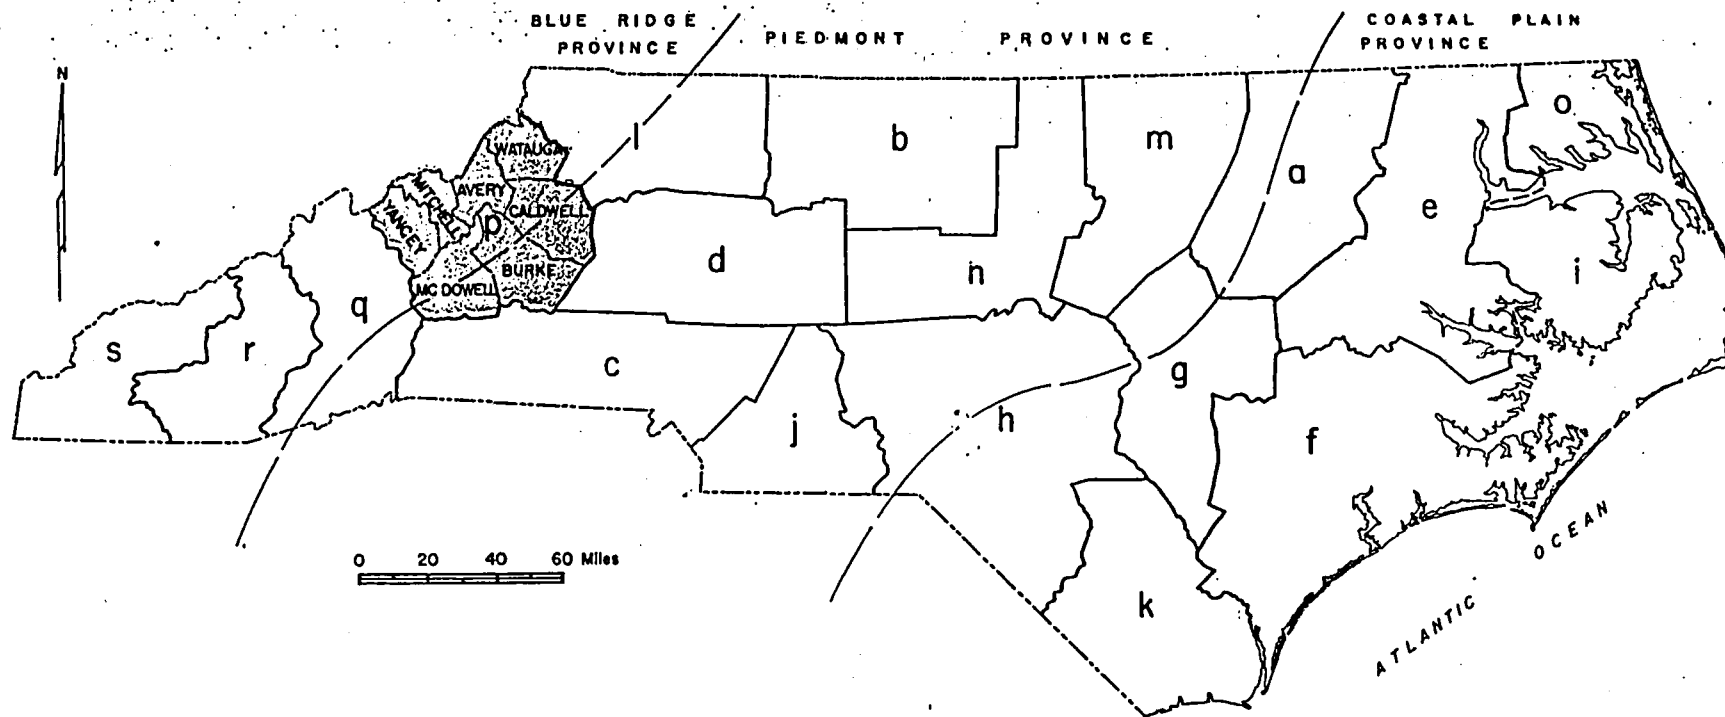 BLUE RIDGE
PROVINCE
PIEDMONT PROVINCE
COASTAL PLAIN
PROVINCE
N
l
b
m
a
o
WATAUGA
AVERY
MITCHELL
YANCEY
CALDWELL
p
BURKE
MC DOWELL
d
n
e
i
s
r
q
c
j
h
g
f
k
0 20 40 60 Miles
ATLANTIC OCEAN